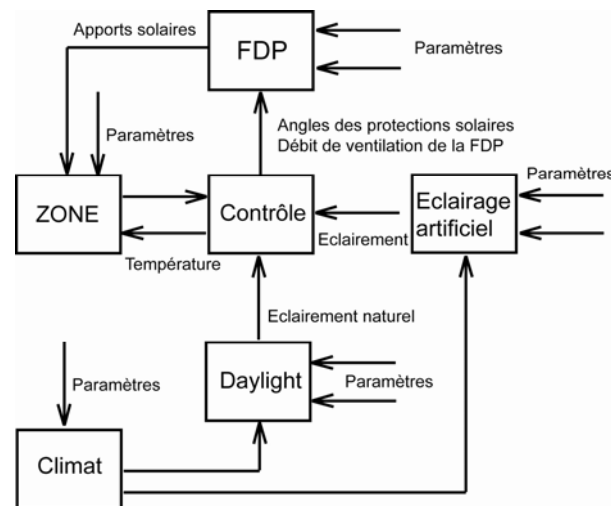 Apports solaires
FDP
Paramètres
Angles des protections solaires
Débit de ventilation de la FDP
Paramètres
Paramètres
ZONE
Contrôle
Eclairage
artificiel
Eclairement
Température
Eclairement naturel
Paramètres
Daylight
Paramètres
Climat